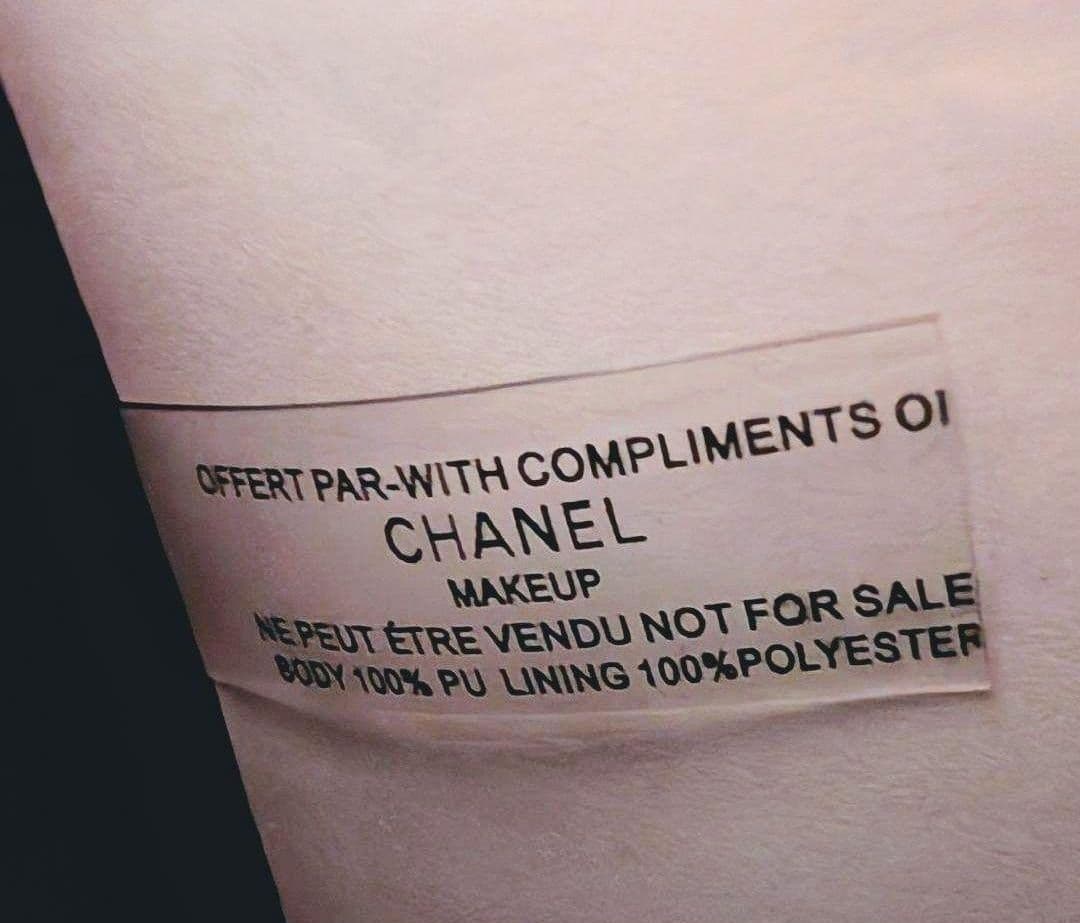 OFFERT PAR-WITH COMPLIMENTS OI
CHANEL
MAKEUP
NE PEUT ÉTRE VENDU NOT FOR SALE
BODY 100% PU LINING 100%POLYESTER